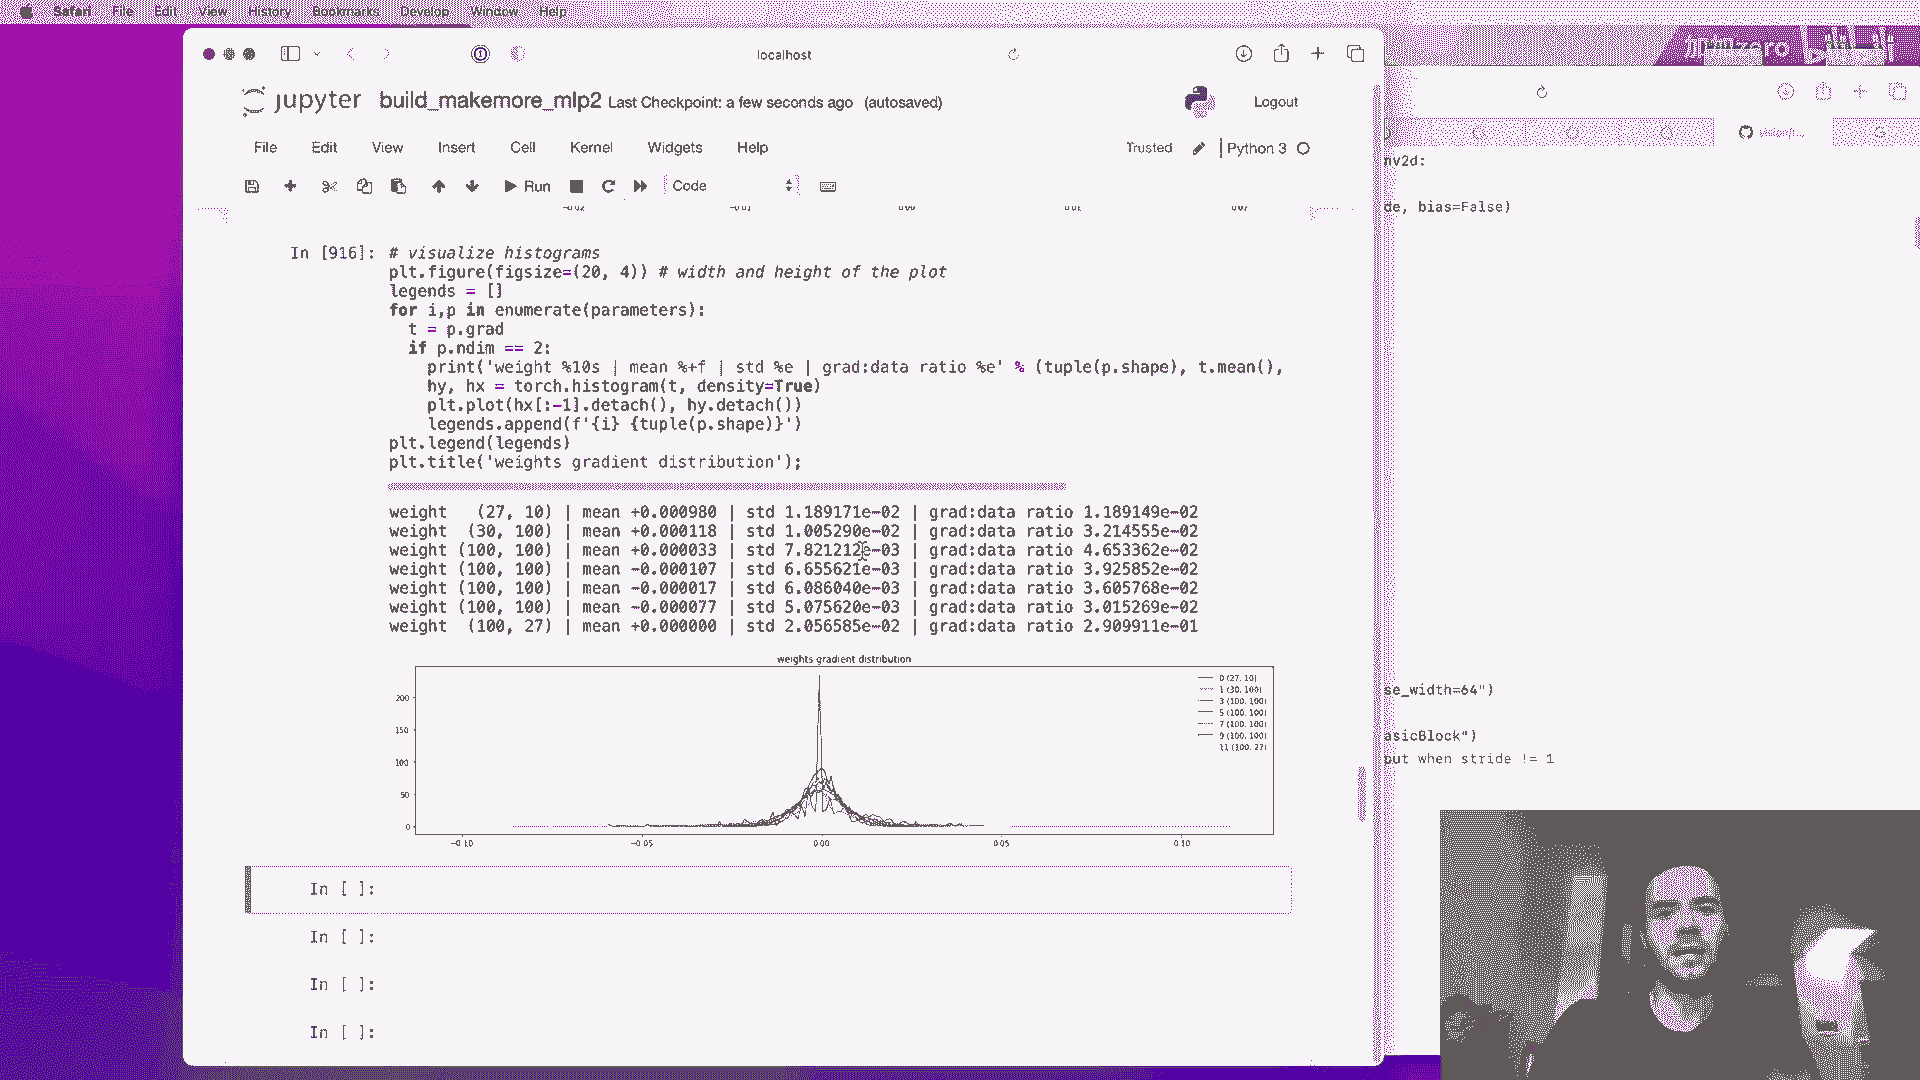 Safari File Edit View History Bookmarks Develop Window Help
localhost
jupyter build_makemore_mlp2 Last Checkpoint: a few seconds ago (autosaved)
Logout
File Edit View Insert Cell Kernel Widgets Help
Trusted Python 3
Run Code
In [916]: # visualize histograms
plt.figure(figsize=(20, 4)) # width and height of the plot
legends = []
for i,p in enumerate(parameters):
t = p.grad
if p.ndim == 2:
print('weight %10s | mean %+f | std %e | grad:data ratio %e' % (tuple(p.shape), t.mean(),
hy, hx = torch.histogram(t, density=True)
plt.plot(hx[:-1].detach(), hy.detach())
legends.append(f'{i} {tuple(p.shape)}')
plt.legend(legends)
plt.title('weights gradient distribution');
weight (27, 10) | mean +0.000980 | std 1.189171e-02 | grad:data ratio 1.189149e-02
weight (30, 100) | mean +0.000118 | std 1.005290e-02 | grad:data ratio 3.214555e-02
weight (100, 100) | mean +0.000033 | std 7.821212e-03 | grad:data ratio 4.653362e-02
weight (100, 100) | mean -0.000107 | std 6.655621e-03 | grad:data ratio 3.925852e-02
weight (100, 100) | mean -0.000017 | std 6.086040e-03 | grad:data ratio 3.605768e-02
weight (100, 100) | mean -0.000077 | std 5.075620e-03 | grad:data ratio 3.015269e-02
weight (100, 27) | mean +0.000000 | std 2.056585e-02 | grad:data ratio 2.909911e-01
weights gradient distribution
0 (27, 10)
1 (30, 100)
3 (100, 100)
5 (100, 100)
7 (100, 100)
9 (100, 100)
11 (100, 27)
200
150
100
50
0
-0.10 -0.05 0.00 0.05 0.10
In [ ]:
In [ ]:
In [ ]:
In [ ]:
nv2d:
de, bias=False)
se_width=64")
asicBlock")
out when stride != 1